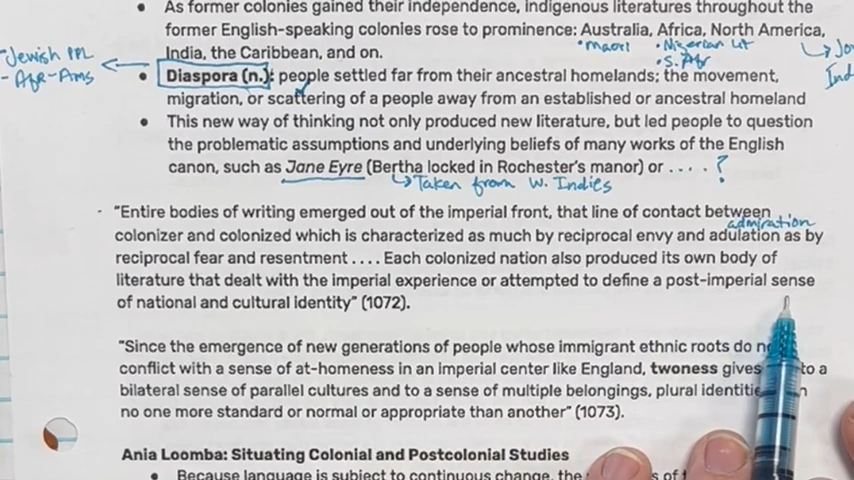 As former colonies gained their independence, indigenous literatures throughout the
former English-speaking colonies rose to prominence: Australia, Africa, North America,
India, the Caribbean, and on.
• maori
• Nigerian Lit
• S. Afr
-Jewish PPL
- Afr-Ams
• Diaspora (n.): people settled far from their ancestral homelands; the movement,
migration, or scattering of a people away from an established or ancestral homeland
• This new way of thinking not only produced new literature, but led people to question
the problematic assumptions and underlying beliefs of many works of the English
canon, such as Jane Eyre (Bertha locked in Rochester's manor) or . . . . ?
Taken from W. Indies
"Entire bodies of writing emerged out of the imperial front, that line of contact between
admiration
colonizer and colonized which is characterized as much by reciprocal envy and adulation as by
reciprocal fear and resentment . . . . Each colonized nation also produced its own body of
literature that dealt with the imperial experience or attempted to define a post-imperial sense
of national and cultural identity" (1072).
"Since the emergence of new generations of people whose immigrant ethnic roots do
conflict with a sense of at-homeness in an imperial center like England, twoness gives to a
bilateral sense of parallel cultures and to a sense of multiple belongings, plural
no one more standard or normal or appropriate than another" (1073).
Ania Loomba: Situating Colonial and Postcolonial Studies
• Because language is subject to continuous change, the